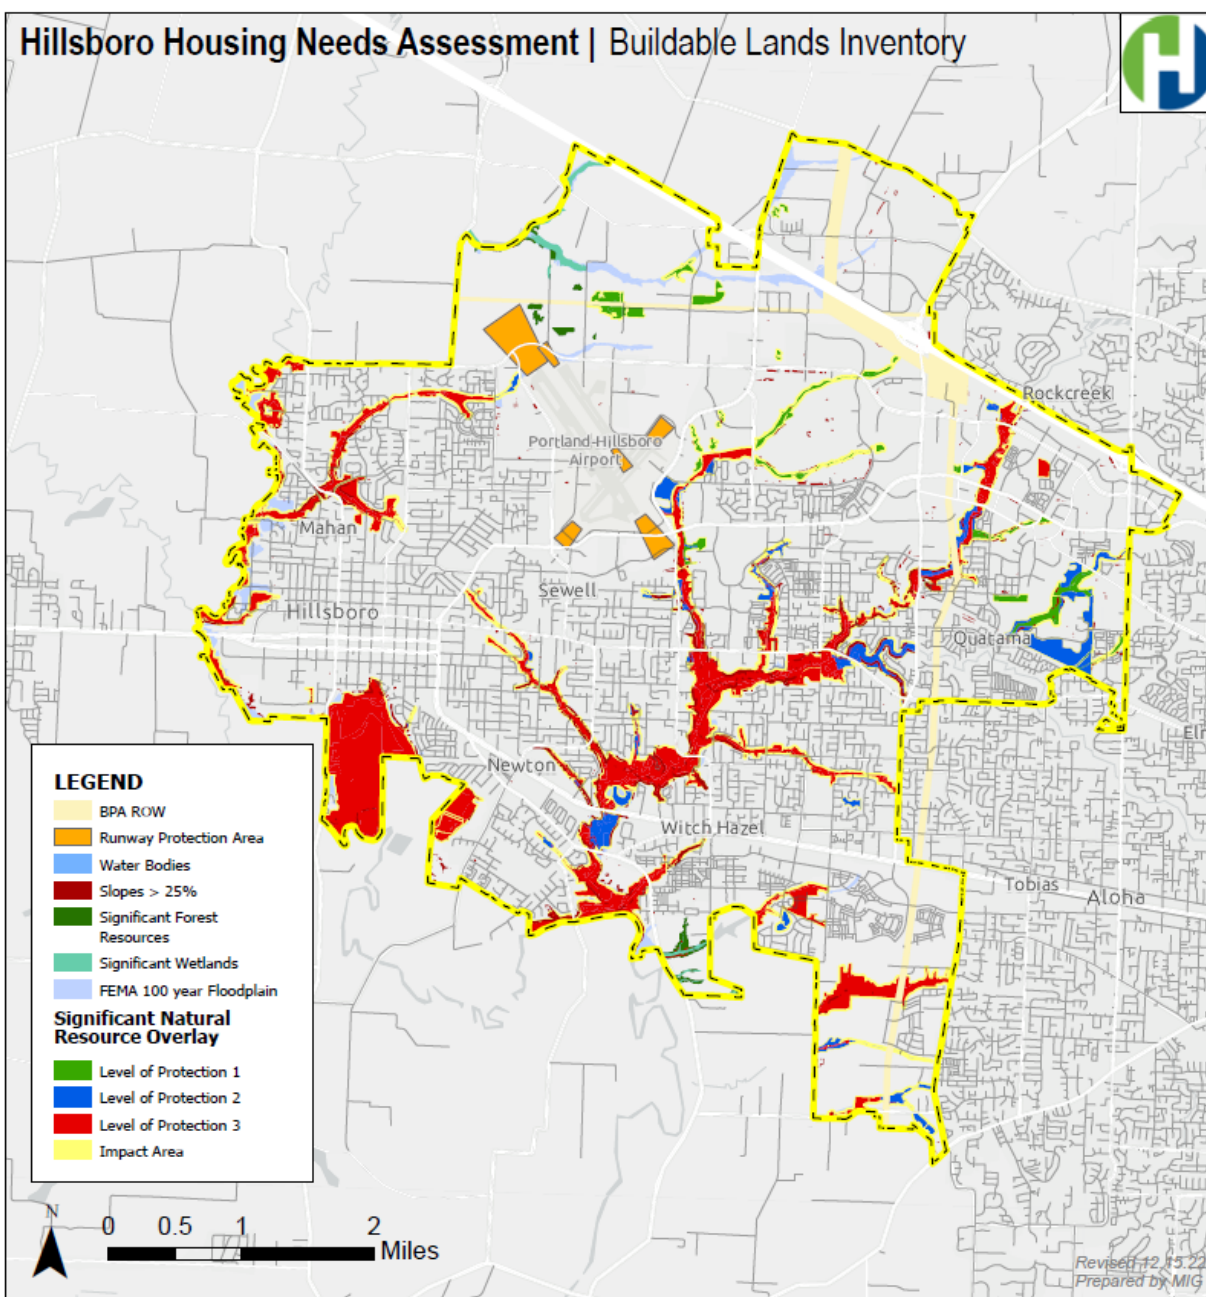 Hillsboro Housing Needs Assessment | Buildable Lands Inventory
H
Rockcreek
Portland-Hillsboro
Airport
Mahan
Sewell
Hillsboro
Quatama
Newton
Witch Hazel
Tobias
Aloha
LEGEND
BPA ROW
Runway Protection Area
Water Bodies
Slopes > 25%
Significant Forest
Resources
Significant Wetlands
FEMA 100 year Floodplain
Significant Natural
Resource Overlay
Level of Protection 1
Level of Protection 2
Level of Protection 3
Impact Area
N
0 0.5 1 2
Miles
Revised 12.15.22
Prepared by MIG